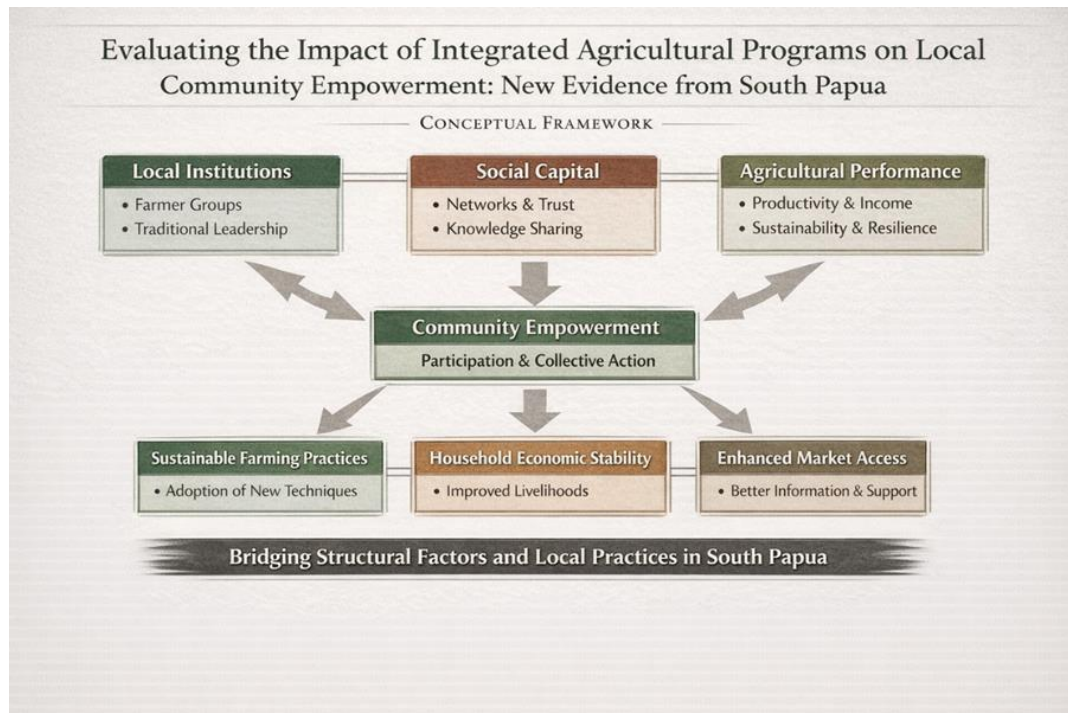 Evaluating the Impact of Integrated Agricultural Programs on Local
Community Empowerment: New Evidence from South Papua
Conceptual Framework
Local Institutions
• Farmer Groups
• Traditional Leadership
Social Capital
• Networks & Trust
• Knowledge Sharing
Agricultural Performance
• Productivity & Income
• Sustainability & Resilience
Community Empowerment
Participation & Collective Action
Sustainable Farming Practices
• Adoption of New Techniques
Household Economic Stability
• Improved Livelihoods
Enhanced Market Access
• Better Information & Support
Bridging Structural Factors and Local Practices in South Papua